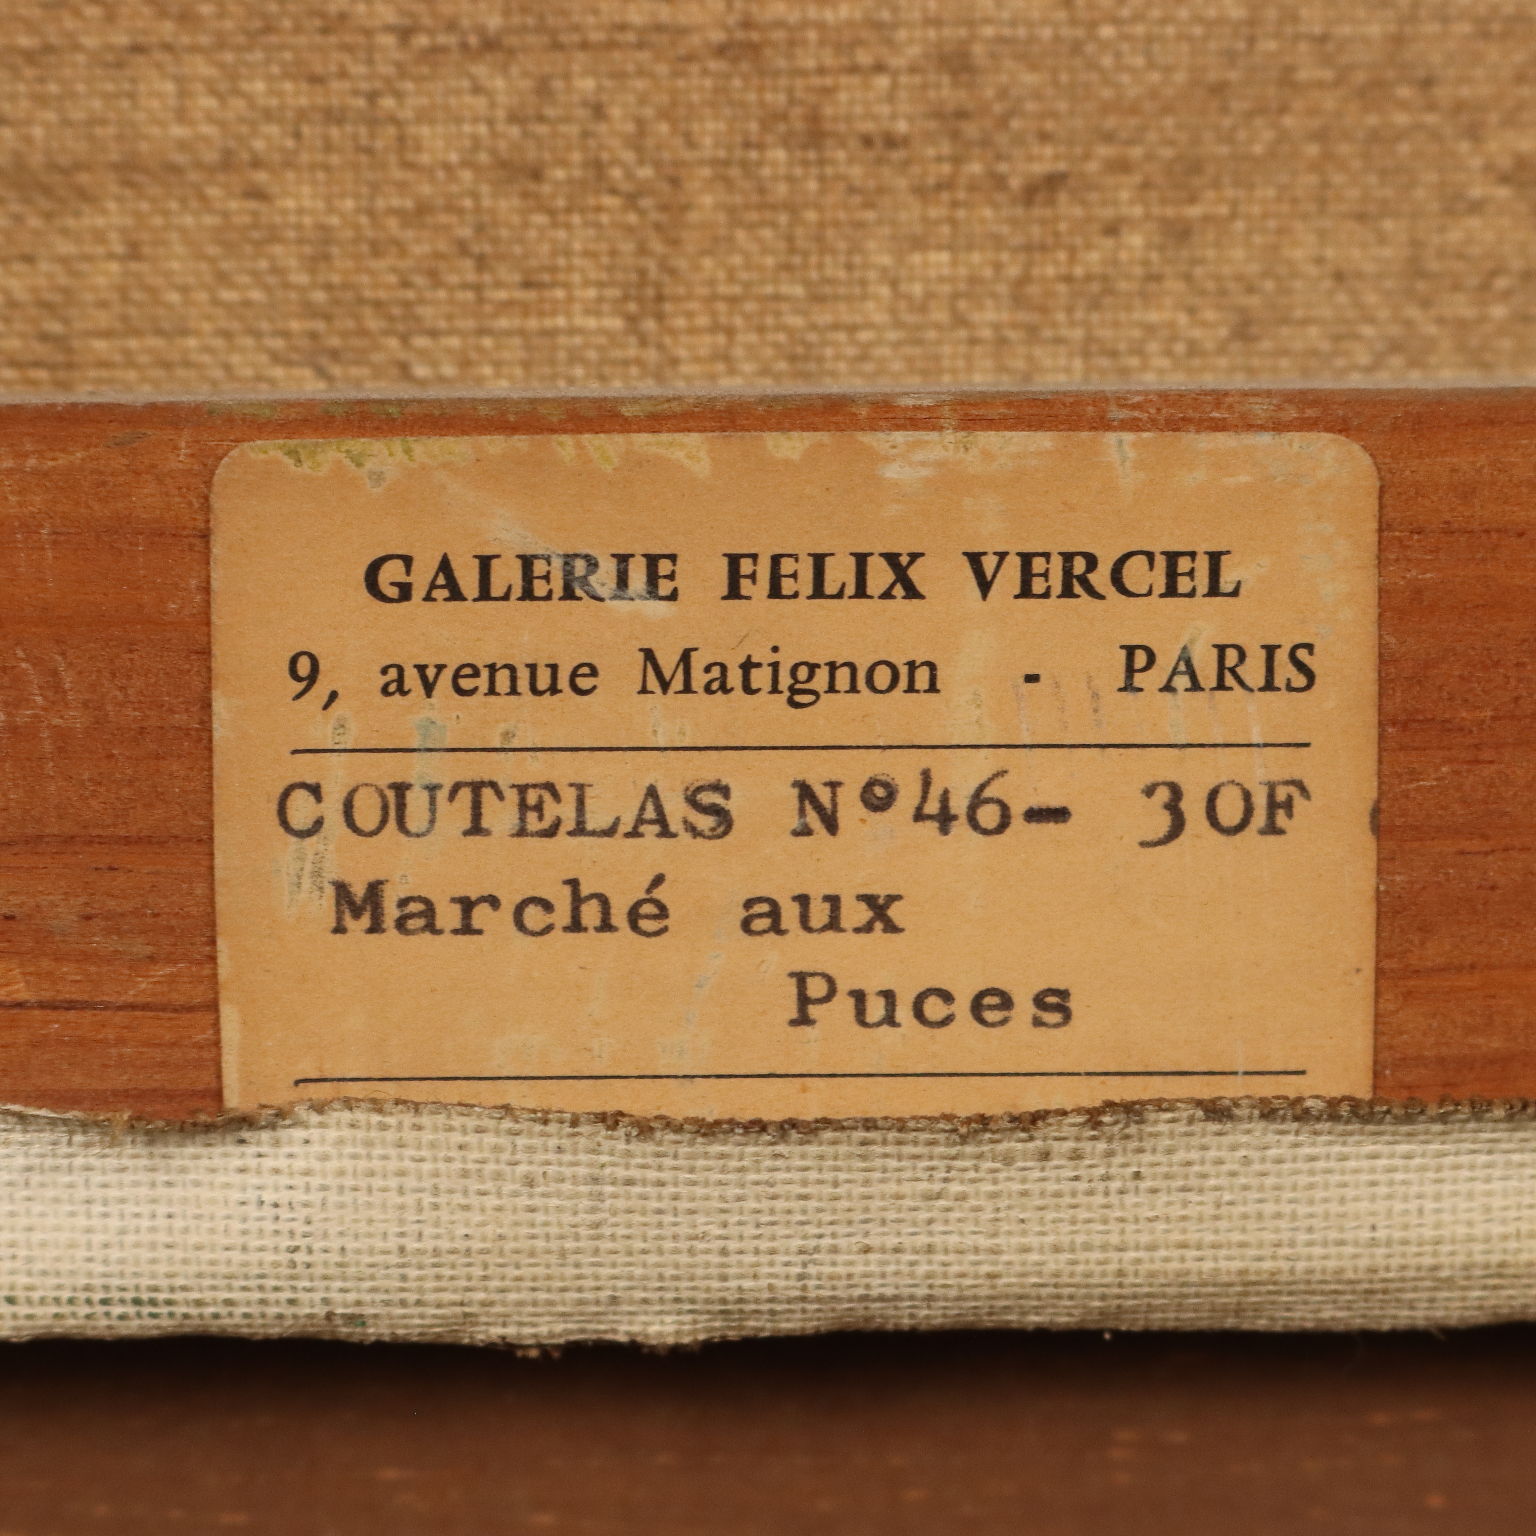 GALERIE FELIX VERCEL
9, avenue Matignon - PARIS
COUTELAS N°46- 30F
Marché aux
Puces